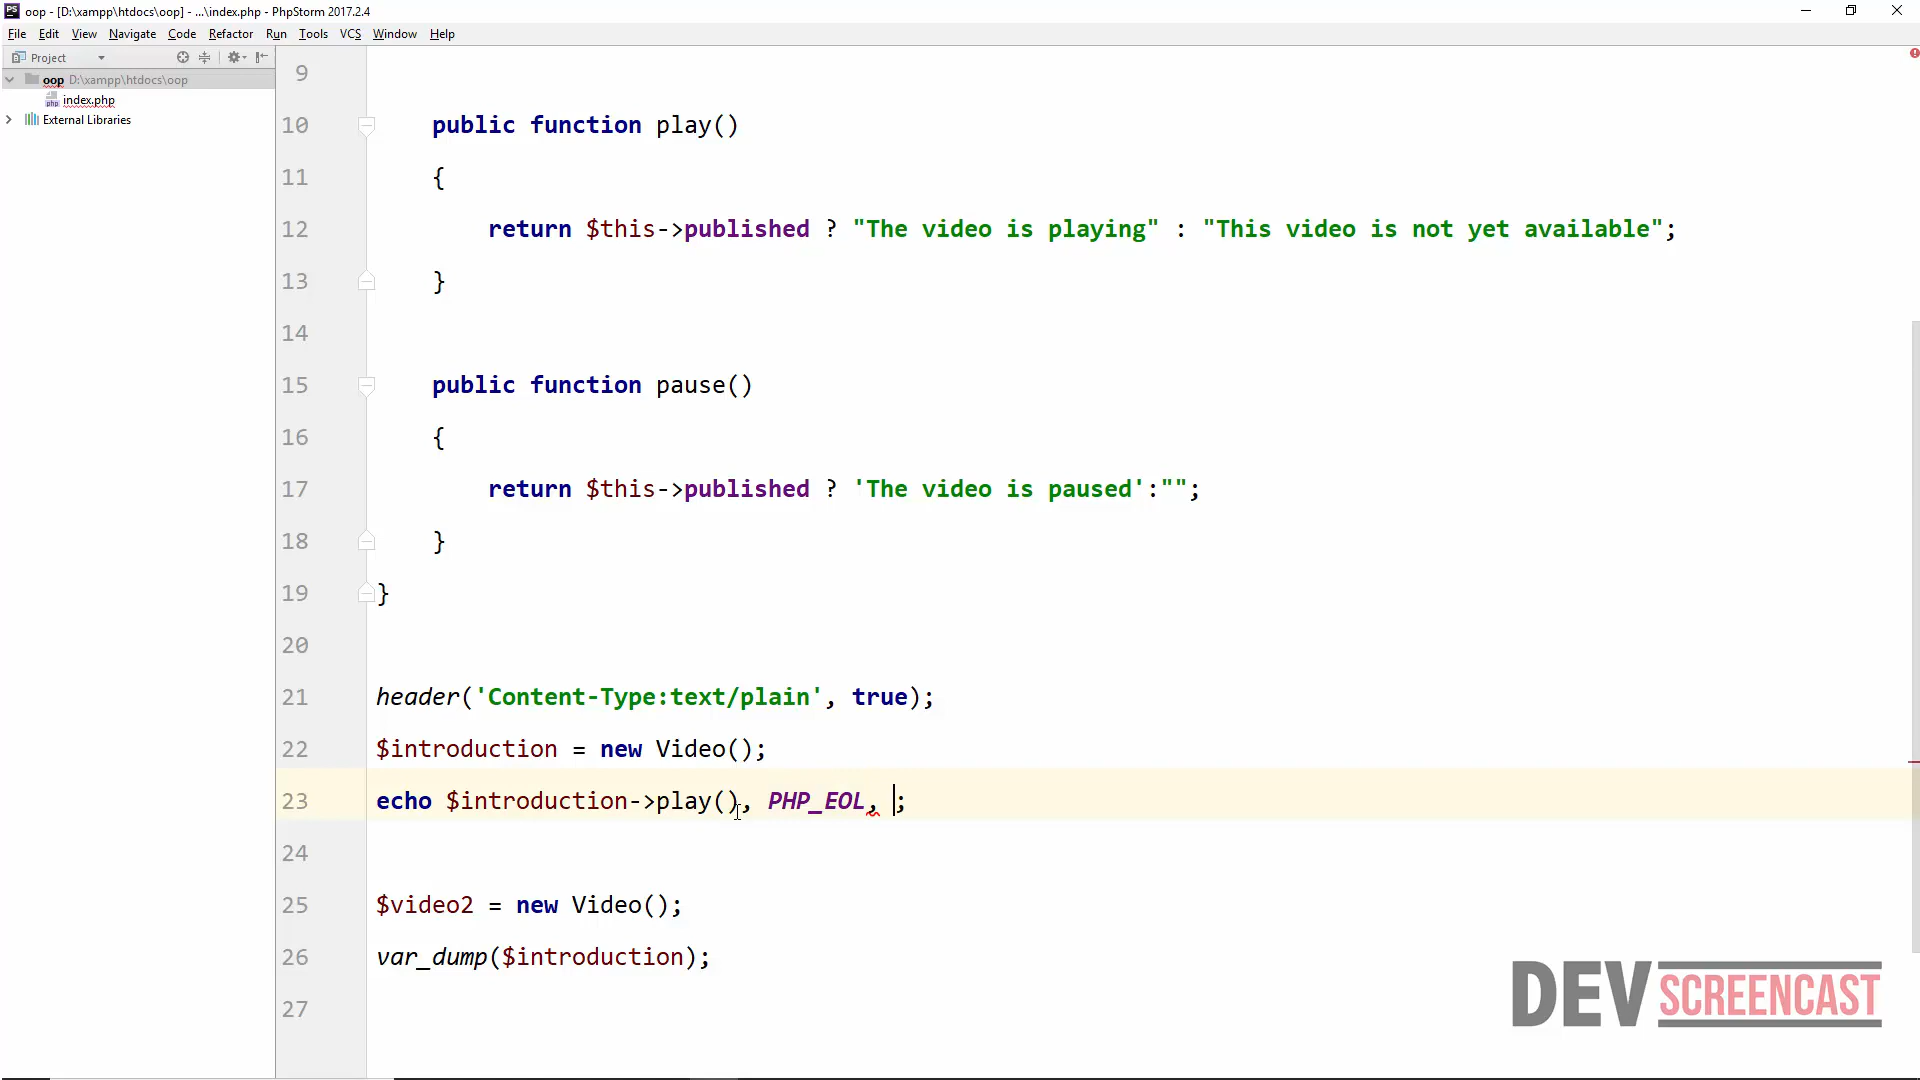 oop - [D:\xampp\htdocs\oop] - ...\index.php - PhpStorm 2017.2.4
File Edit View Navigate Code Refactor Run Tools VCS Window Help
Project
oop D:\xampp\htdocs\oop
index.php
External Libraries
9
10 public function play()
11 {
12 return $this->published ? "The video is playing" : "This video is not yet available";
13 }
14
15 public function pause()
16 {
17 return $this->published ? 'The video is paused':"";
18 }
19 }
20
21 header('Content-Type:text/plain', true);
22 $introduction = new Video();
23 echo $introduction->play(), PHP_EOL, ;
24
25 $video2 = new Video();
26 var_dump($introduction);
27
DEVSCREENCAST